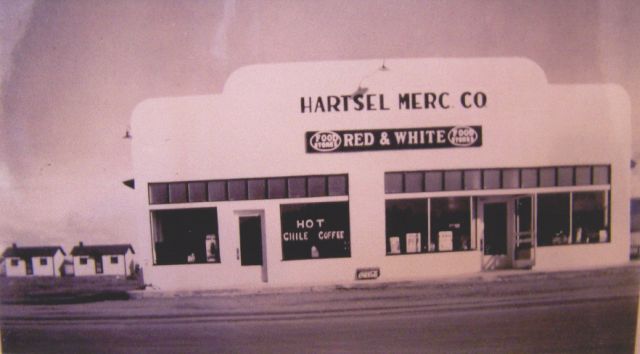 HARTSEL MERC. CO
FOOD STORES RED & WHITE FOOD STORES
HOT
CHILE COFFEE